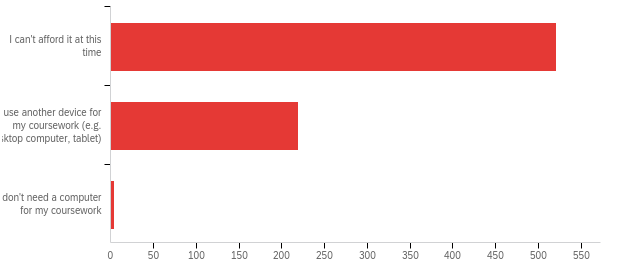 I can't afford it at this
time
use another device for
my coursework (e.g.
computer, tablet)
don't need a computer
for my coursework
0 50 100 150 200 250 300 350 400 450 500 550